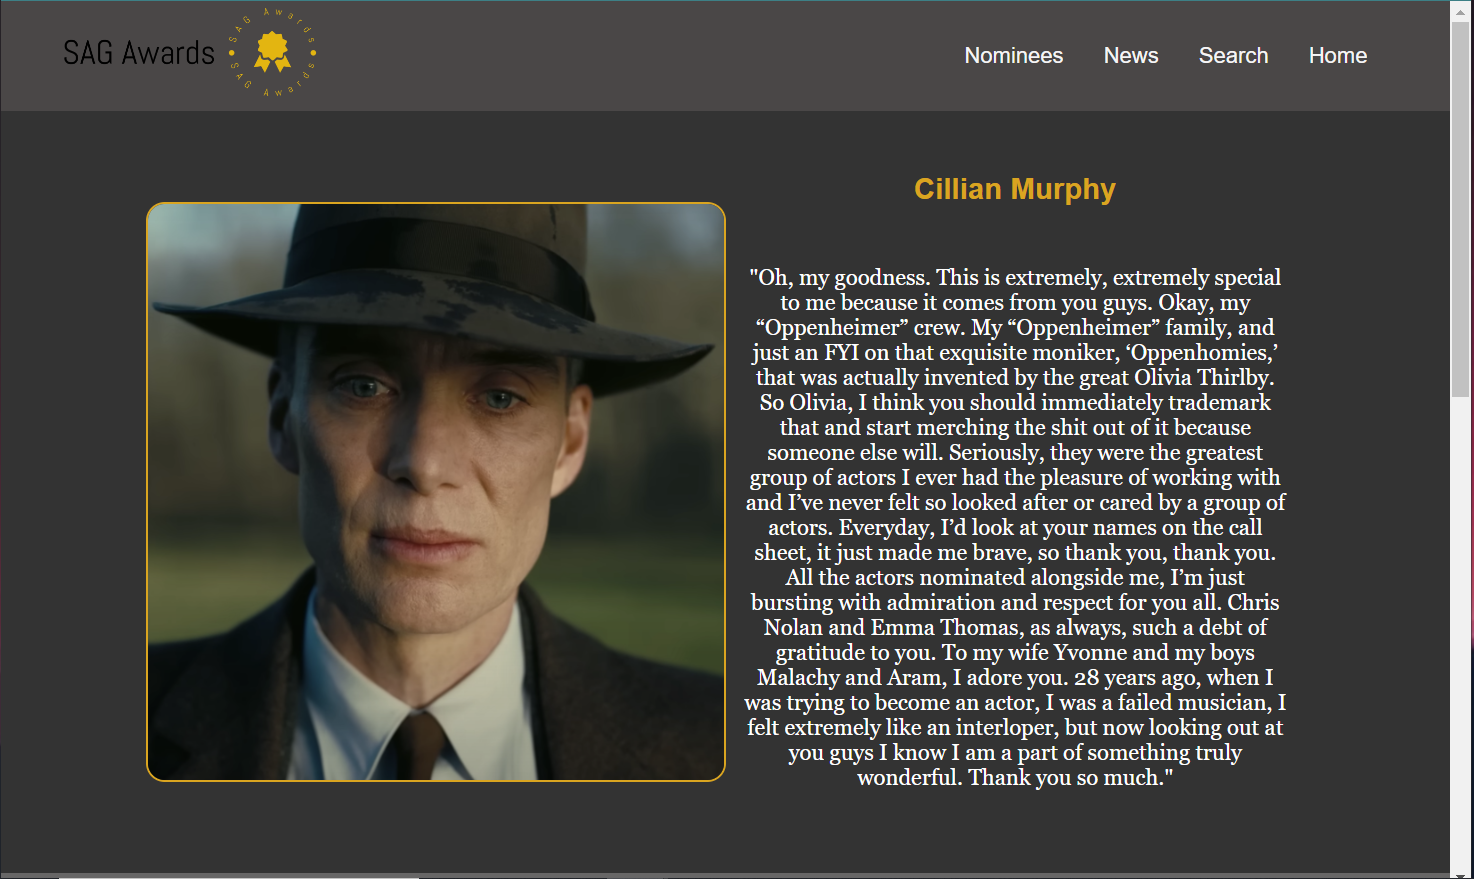 SAG Awards
SAG Awards
SAG Awards
Nominees News Search Home
Cillian Murphy
"Oh, my goodness. This is extremely, extremely special
to me because it comes from you guys. Okay, my
“Oppenheimer” crew. My “Oppenheimer” family, and
just an FYI on that exquisite moniker, ‘Oppenhomies,’
that was actually invented by the great Olivia Thirlby.
So Olivia, I think you should immediately trademark
that and start merching the shit out of it because
someone else will. Seriously, they were the greatest
group of actors I ever had the pleasure of working with
and I’ve never felt so looked after or cared by a group of
actors. Everyday, I’d look at your names on the call
sheet, it just made me brave, so thank you, thank you.
All the actors nominated alongside me, I’m just
bursting with admiration and respect for you all. Chris
Nolan and Emma Thomas, as always, such a debt of
gratitude to you. To my wife Yvonne and my boys
Malachy and Aram, I adore you. 28 years ago, when I
was trying to become an actor, I was a failed musician, I
felt extremely like an interloper, but now looking out at
you guys I know I am a part of something truly
wonderful. Thank you so much."